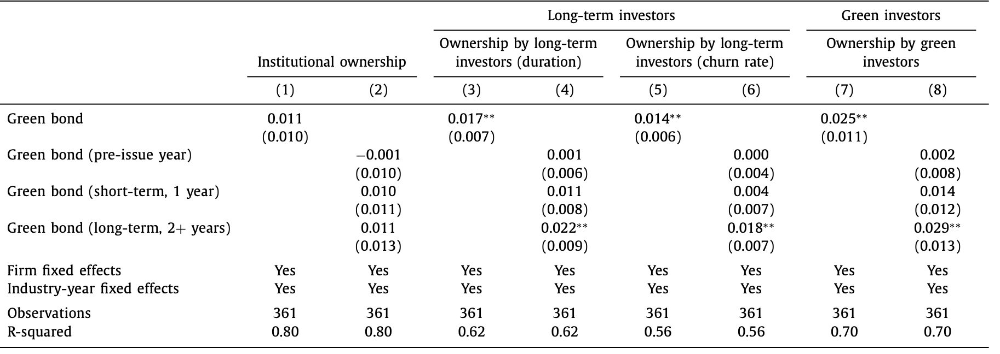 Long-term investors Green investors
Ownership by long-term Ownership by long-term Ownership by green
Institutional ownership investors (duration) investors (churn rate) investors
(1) (2) (3) (4) (5) (6) (7) (8)
Green bond 0.011 0.017** 0.014** 0.025**
(0.010) (0.007) (0.006) (0.011)
Green bond (pre-issue year) −0.001 0.001 0.000 0.002
(0.010) (0.006) (0.004) (0.008)
Green bond (short-term, 1 year) 0.010 0.011 0.004 0.014
(0.011) (0.008) (0.007) (0.012)
Green bond (long-term, 2+ years) 0.011 0.022** 0.018** 0.029**
(0.013) (0.009) (0.007) (0.013)
Firm fixed effects Yes Yes Yes Yes Yes Yes Yes Yes
Industry-year fixed effects Yes Yes Yes Yes Yes Yes Yes Yes
Observations 361 361 361 361 361 361 361 361
R-squared 0.80 0.80 0.62 0.62 0.56 0.56 0.70 0.70